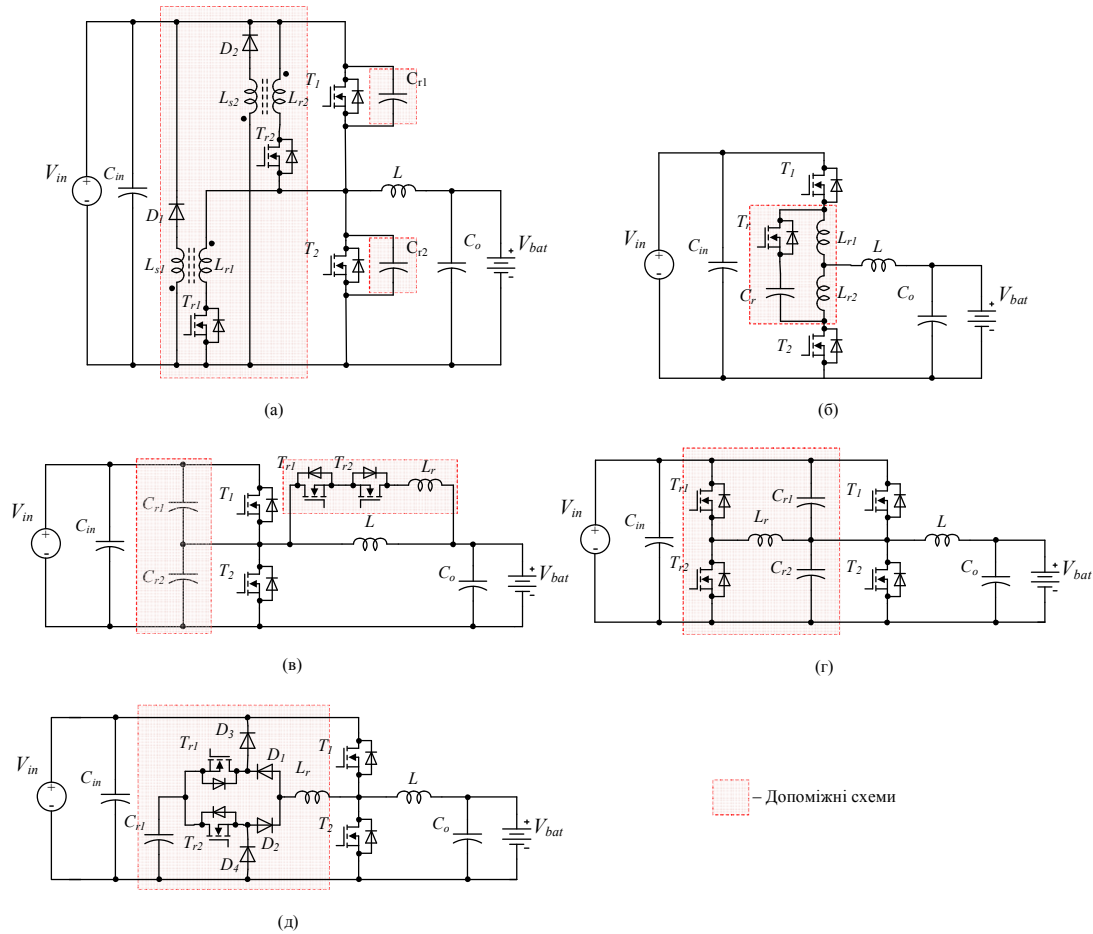 D2
T1
Cr1
Ls2
Lr2
Tr2
Vin
Cin
L
D1
T2
Cr2
Co
Vbat
Ls1
Lr1
Tr1
(а)
T1
Tr
Lr1
Vin
Cin
L
Cr
Lr2
Co
Vbat
T2
(б)
Tr1
Tr2
Lr
T1
Vin
Cr1
Cin
L
Cr2
T2
Co
Vbat
(в)
Tr1
Cr1
T1
Vin
Cin
Lr
L
Tr2
Cr2
T2
Co
Vbat
(г)
D3
Tr1
D1
T1
Vin
Cin
Lr
L
Cr1
T2
Co
Vbat
Tr2
D2
D4
(д)
– Допоміжні схеми